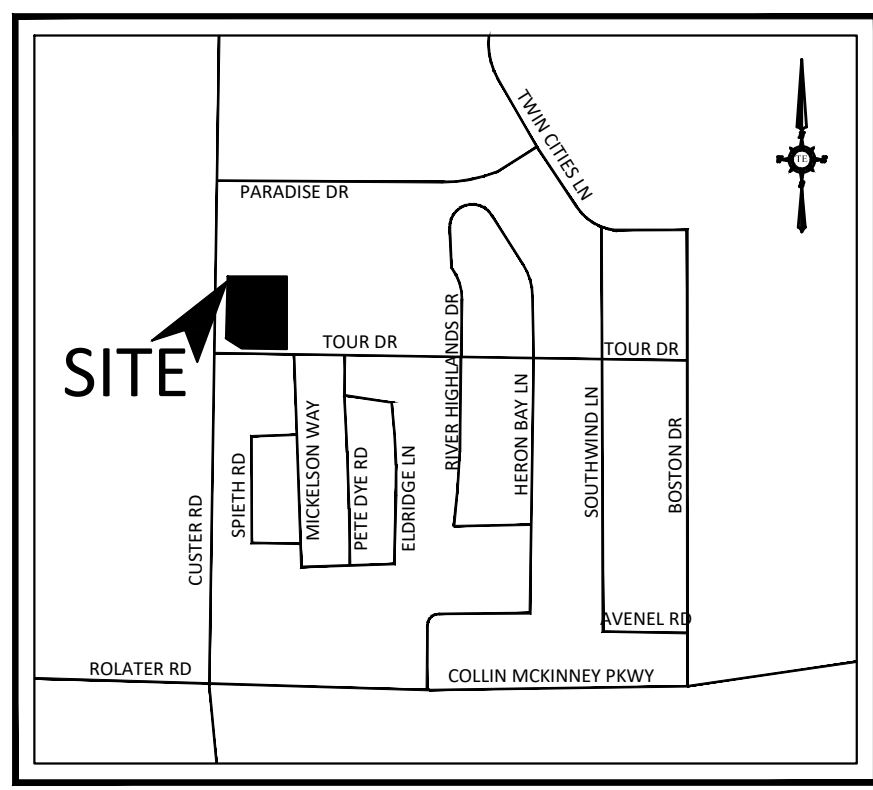 TWIN CITIES LN
TE
PARADISE DR
SITE
TOUR DR
TOUR DR
RIVER HIGHLANDS DR
HERON BAY LN
SOUTHWIND LN
BOSTON DR
CUSTER RD
SPIETH RD
MICKELSON WAY
PETE DYE RD
ELDRIDGE LN
AVENEL RD
ROLATER RD
COLLIN MCKINNEY PKWY